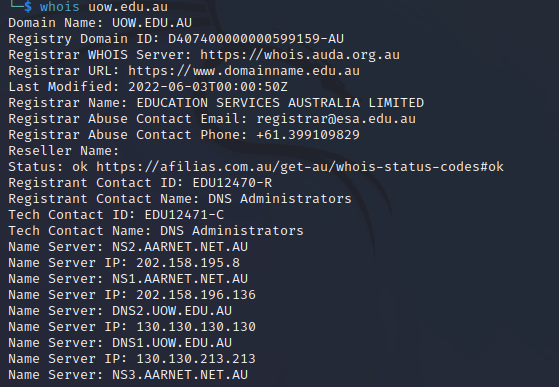 └─$ whois uow.edu.au
Domain Name: UOW.EDU.AU
Registry Domain ID: D407400000000599159-AU
Registrar WHOIS Server: https://whois.auda.org.au
Registrar URL: https://www.domainname.edu.au
Last Modified: 2022-06-03T00:00:50Z
Registrar Name: EDUCATION SERVICES AUSTRALIA LIMITED
Registrar Abuse Contact Email: registrar@esa.edu.au
Registrar Abuse Contact Phone: +61.399109829
Reseller Name:
Status: ok https://afilias.com.au/get-au/whois-status-codes#ok
Registrant Contact ID: EDU12470-R
Registrant Contact Name: DNS Administrators
Tech Contact ID: EDU12471-C
Tech Contact Name: DNS Administrators
Name Server: NS2.AARNET.NET.AU
Name Server IP: 202.158.195.8
Name Server: NS1.AARNET.NET.AU
Name Server IP: 202.158.196.136
Name Server: DNS2.UOW.EDU.AU
Name Server IP: 130.130.130.130
Name Server: DNS1.UOW.EDU.AU
Name Server IP: 130.130.213.213
Name Server: NS3.AARNET.NET.AU